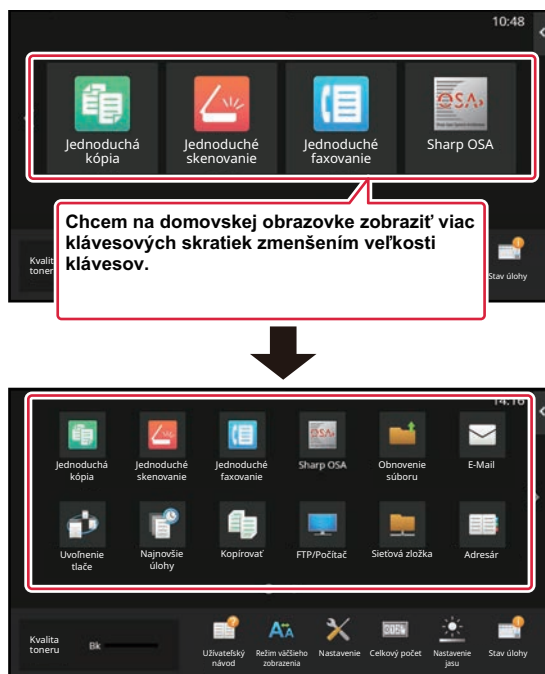 10:48
Jednoduchá
kópia
Jednoduché
skenovanie
Jednoduché
faxovanie
Sharp OSA
Chcem na domovskej obrazovke zobraziť viac
klávesových skratiek zmenšením veľkosti
klávesov.
Stav úlohy
14:16
Jednoduchá
kópia
Jednoduché
skenovanie
Jednoduché
faxovanie
Sharp OSA
Obnovenie
súboru
E-Mail
Uvoľnenie
tlače
Najnovšie
úlohy
Kopírovať
FTP/Počítač
Sieťová zložka
Adresár
Kvalita
toneru
Bk
Užívateľský
návod
Režim väčšieho
zobrazenia
Nastavenie
Celkový počet
Nastavenie
jasu
Stav úlohy